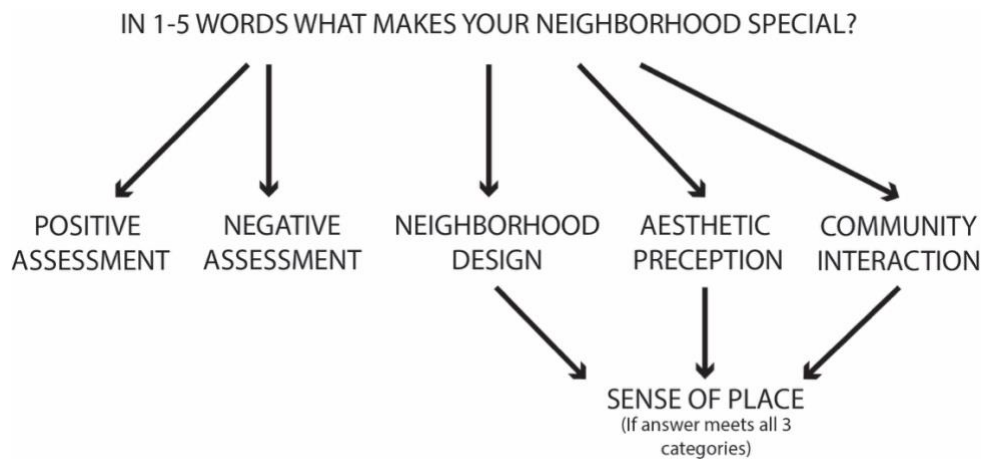 IN 1-5 WORDS WHAT MAKES YOUR NEIGHBORHOOD SPECIAL?
POSITIVE
ASSESSMENT
NEGATIVE
ASSESSMENT
NEIGHBORHOOD
DESIGN
AESTHETIC
PRECEPTION
COMMUNITY
INTERACTION
SENSE OF PLACE
(If answer meets all 3
categories)